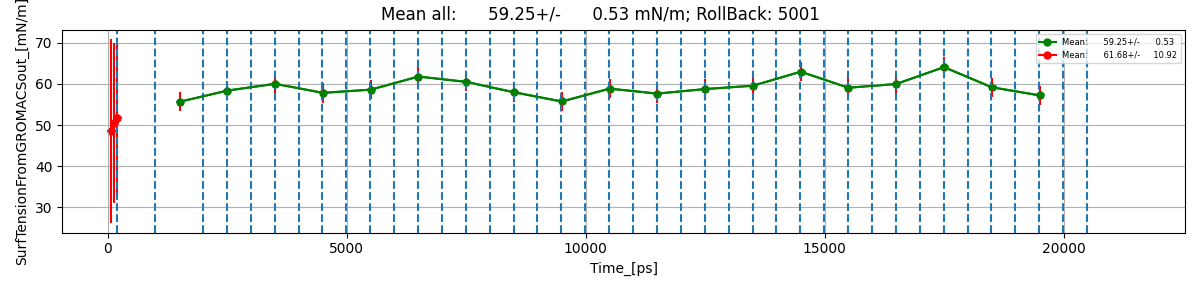 Mean all: 59.25+/- 0.53 mN/m; RollBack: 5001
SurfTensionFromGROMACSout_[mN/m]
70
60
50
40
30
Mean: 59.25+/- 0.53
Mean: 61.68+/- 10.92
0
5000
10000
15000
20000
Time_[ps]